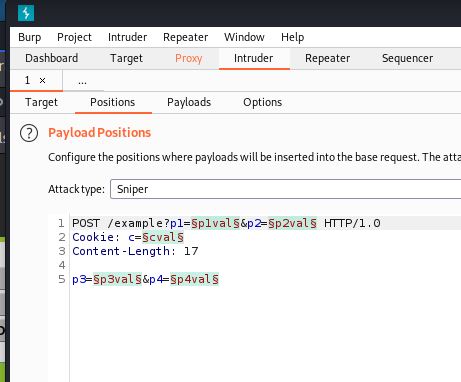 Burp Project Intruder Repeater Window Help
Dashboard Target Proxy Intruder Repeater Sequencer
1 × ...
Target Positions Payloads Options
? Payload Positions
Configure the positions where payloads will be inserted into the base request. The atta
Attack type: Sniper
1 POST /example?p1=§p1val§&p2=§p2val§ HTTP/1.0
2 Cookie: c=§cval§
3 Content-Length: 17
4
5 p3=§p3val§&p4=§p4val§